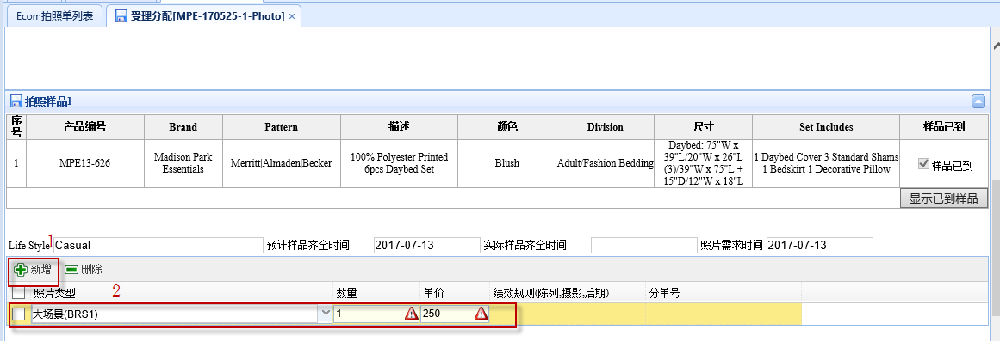 Ecom拍照单列表 受理分配[MPE-170525-1-Photo] ×
拍照样品1
序号 产品编号 Brand Pattern 描述 颜色 Division 尺寸 Set Includes 样品已到
1 MPE13-626 Madison Park Essentials Merritt|Almaden|Becker 100% Polyester Printed 6pcs Daybed Set Blush Adult/Fashion Bedding Daybed: 75"W x 39"L/20"W x 26"L (3)/39"W x 75"L + 15"D/12"W x 18"L 1 Daybed Cover 3 Standard Shams 1 Bedskirt 1 Decorative Pillow 样品已到
显示已到样品
Life Style Casual 预计样品齐全时间 2017-07-13 实际样品齐全时间 照片需求时间 2017-07-13
1
新增 删除
2
照片类型 数量 单价 绩效规则(陈列,摄影,后期) 分单号
大场景(BRS1) 1 250